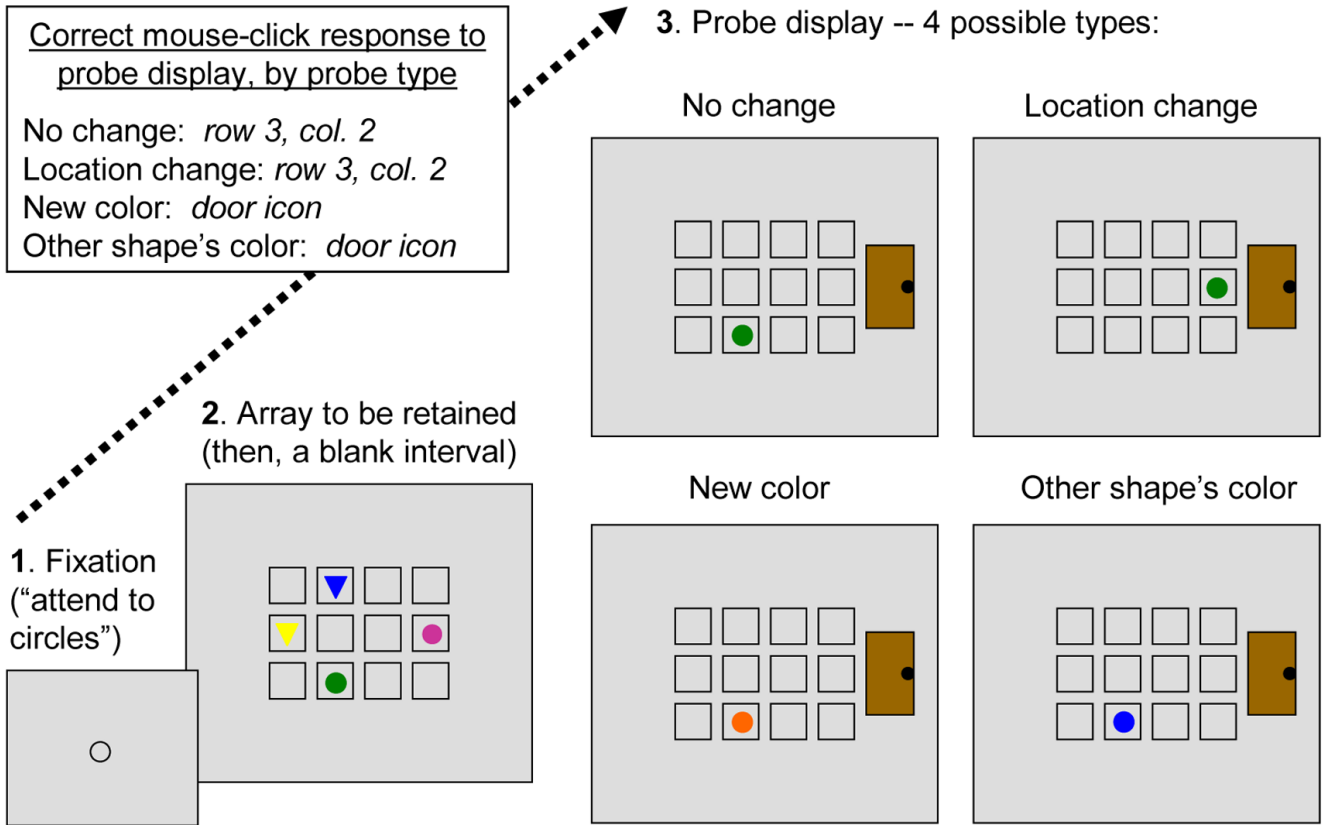 Correct mouse-click response to
probe display, by probe type
No change: row 3, col. 2
Location change: row 3, col. 2
New color: door icon
Other shape's color: door icon
1. Fixation
(“attend to
circles”)
2. Array to be retained
(then, a blank interval)
3. Probe display -- 4 possible types:
No change
Location change
New color
Other shape's color